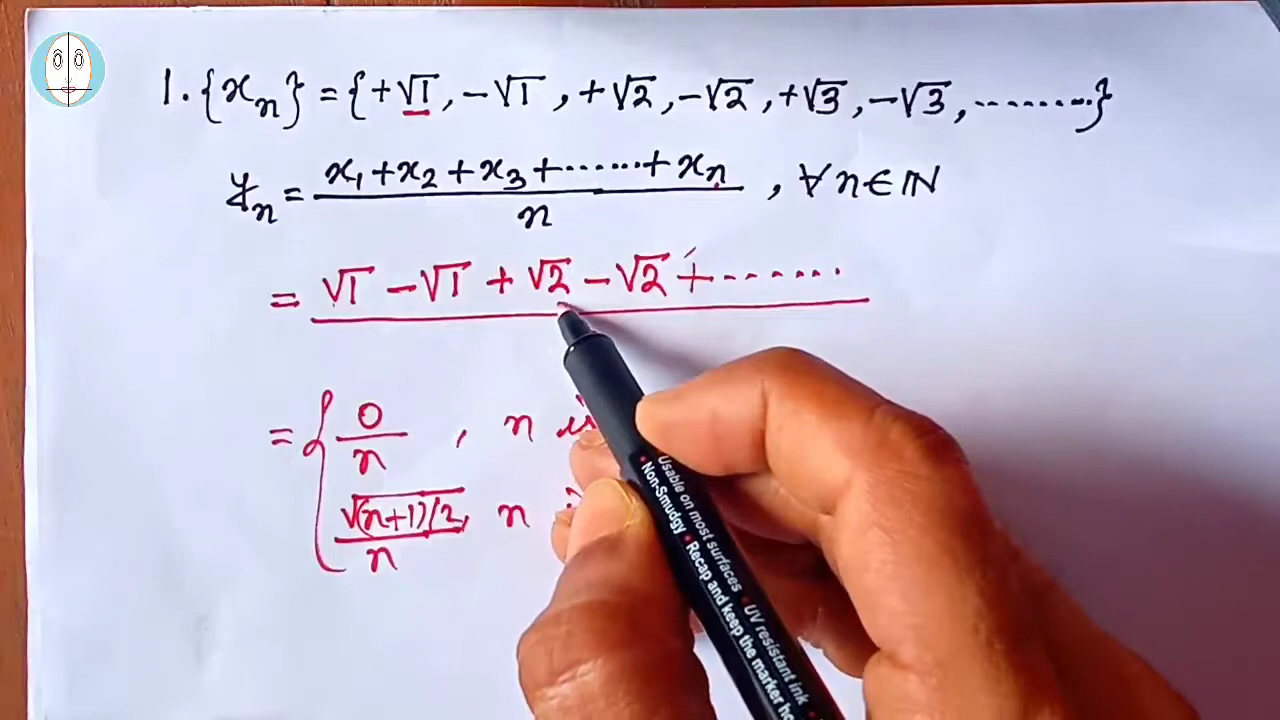 1. {xₙ} = {+√1, -√1, +√2, -√2, +√3, -√3, ..........}
yₙ = (x₁ + x₂ + x₃ + ...... + xₙ)/n , ∀ n ∈ ℕ
= √1 - √1 + √2 - √2 + .......
= { 0/n , n
√((n+1)/2)/n , n
Usable on most surfaces
• Non-Smudgy • Recap and keep the marker
• UV resistant ink